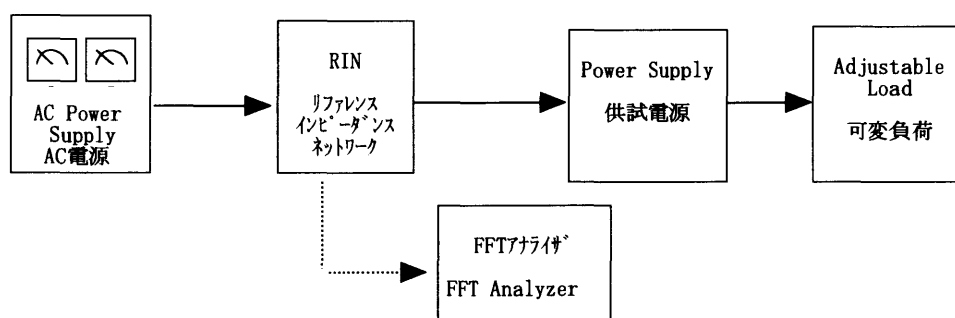 AC Power
Supply
AC電源
RIN
リファレンス
インピーダンス
ネットワーク
Power Supply
供試電源
Adjustable
Load
可変負荷
FFTアナライザ
FFT Analyzer